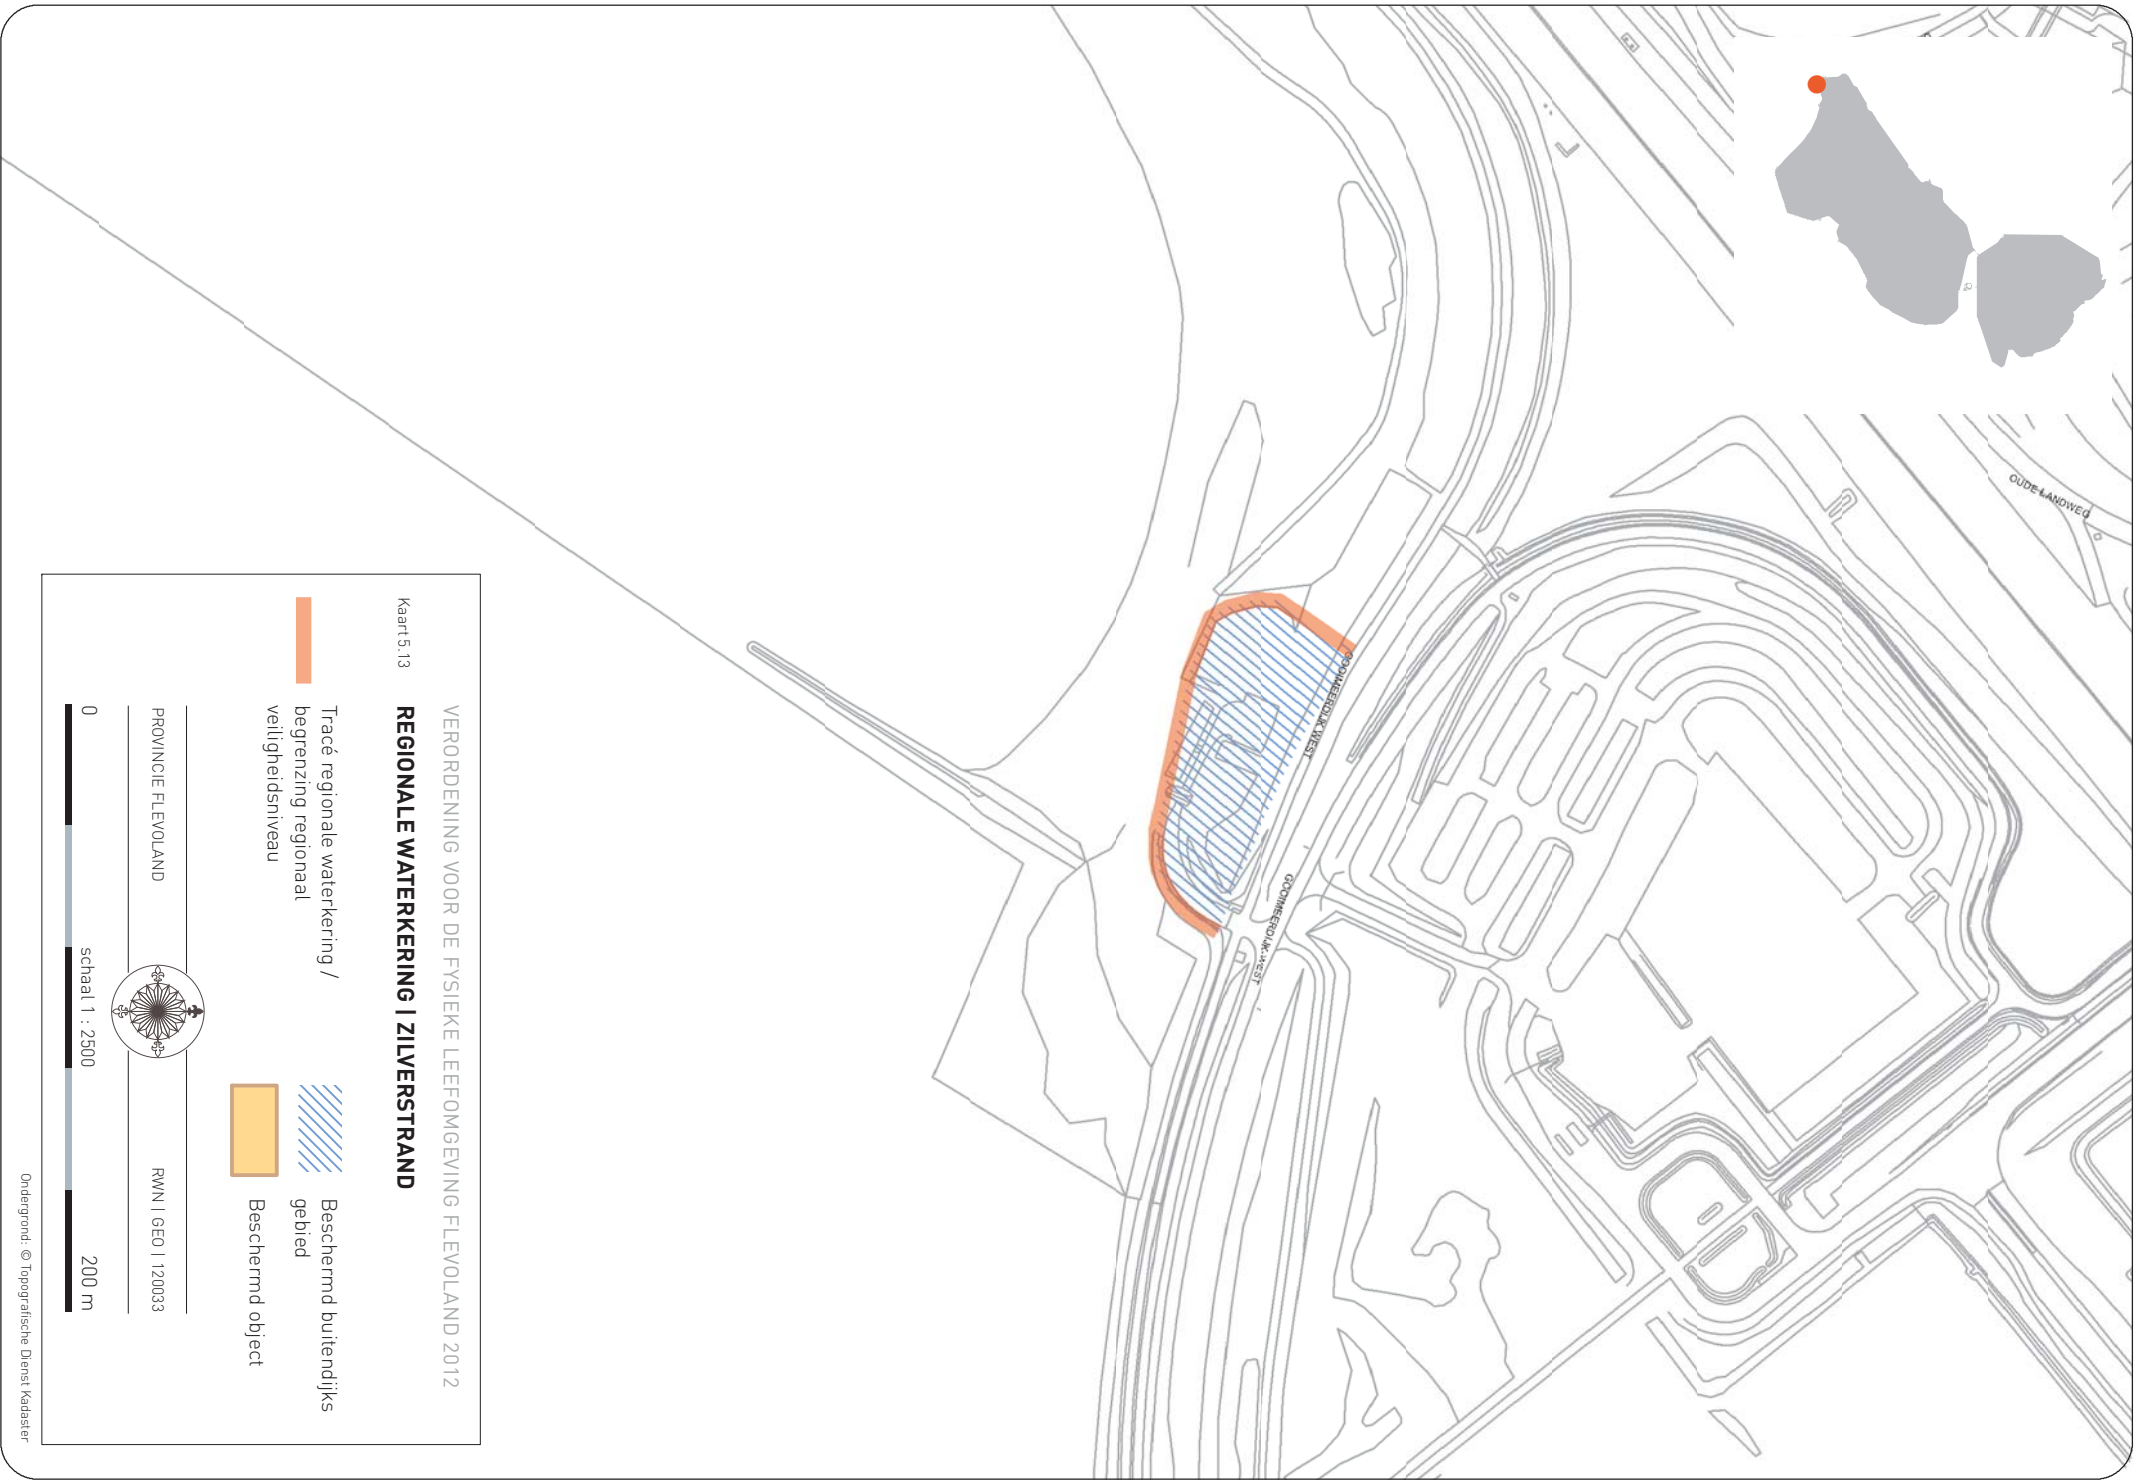 OUDE LANDWEG
GOOIMEERDIJK WEST
GOOIMEERDIJK-WEST
VERORDENING VOOR DE FYSIEKE LEEFOMGEVING FLEVOLAND 2012
Kaart 5.13 REGIONALE WATERKERING | ZILVERSTRAND
Tracé regionale waterkering /
begrenzing regionaal
veiligheidsniveau
Beschermd buitendijks
gebied
Beschermd object
PROVINCIE FLEVOLAND
RWN | GEO | 120033
0 schaal 1 : 2500 200 m
Ondergrond: © Topografische Dienst Kadaster